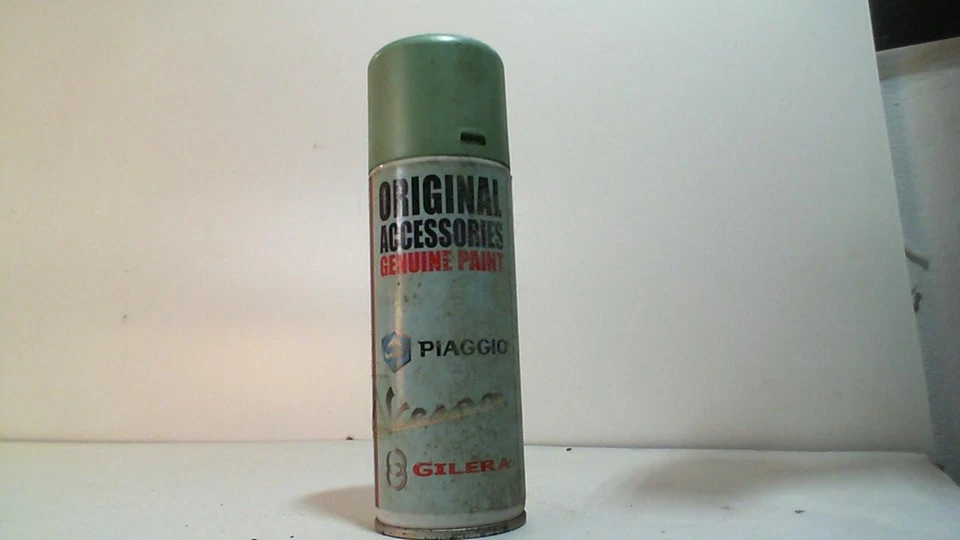 ORIGINAL
ACCESSORIES
GENUINE PAINT
PIAGGIO
Vespa
GILERA